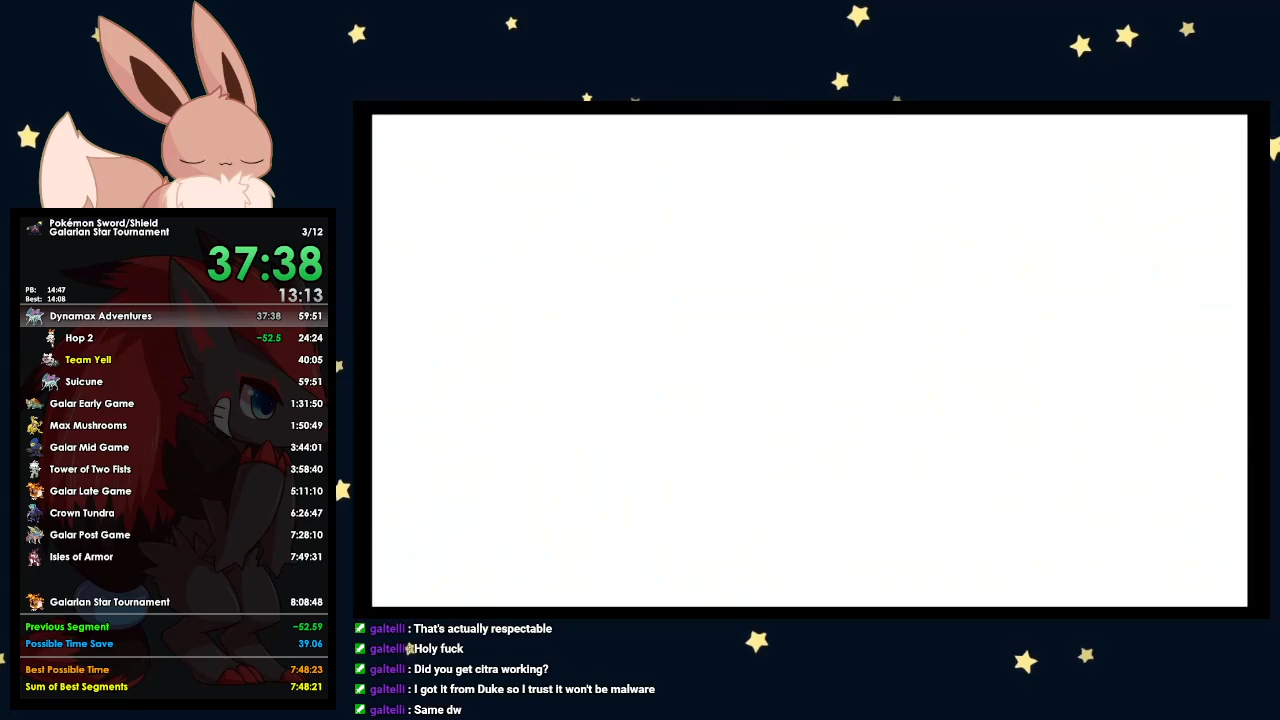 Pokémon Sword/Shield
Galarian Star Tournament 3/12
37:38
PB: 14:47
Best: 14:08
13:13
Dynamax Adventures 37:38 59:51
Hop 2 −52.5 24:24
Team Yell 40:05
Suicune 59:51
Galar Early Game 1:31:50
Max Mushrooms 1:50:49
Galar Mid Game 3:44:01
Tower of Two Fists 3:58:40
Galar Late Game 5:11:10
Crown Tundra 6:26:47
Galar Post Game 7:28:10
Isles of Armor 7:49:31
Galarian Star Tournament 8:08:48
Previous Segment −52.59
Possible Time Save 39.06
Best Possible Time 7:48:23
Sum of Best Segments 7:48:21
galtelli : That's actually respectable
galtelli : Holy fuck
galtelli : Did you get citra working?
galtelli : I got it from Duke so I trust it won't be malware
galtelli : Same dw